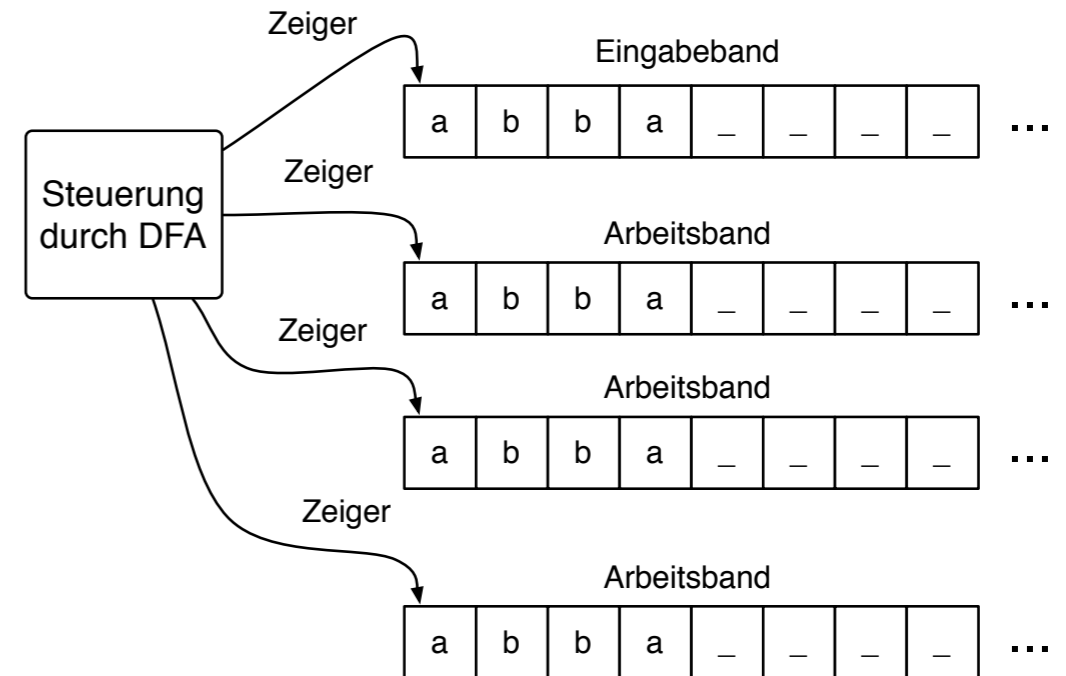 Zeiger
Eingabeband
a b b a _ _ _ _ ...
Steuerung
durch DFA
Zeiger
Arbeitsband
a b b a _ _ _ _ ...
Zeiger
Arbeitsband
a b b a _ _ _ _ ...
Zeiger
Arbeitsband
a b b a _ _ _ _ ...